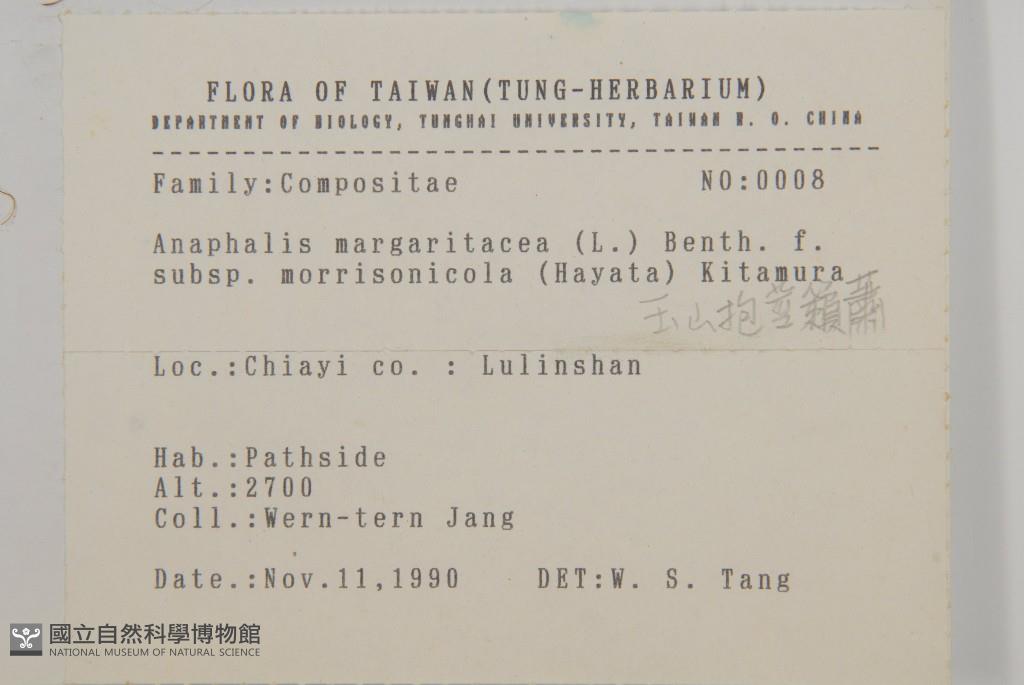 FLORA OF TAIWAN(TUNG-HERBARIUM)
DEPARTMENT OF BIOLOGY, TUNGHAI UNIVERSITY, TAIWAN R. O. CHINA
Family:Compositae NO:0008
Anaphalis margaritacea (L.) Benth. f.
subsp. morrisonicola (Hayata) Kitamura
玉山抱莖籟蕭
Loc.:Chiayi co. : Lulinshan
Hab.:Pathside
Alt.:2700
Coll.:Wern-tern Jang
Date.:Nov.11,1990 DET:W. S. Tang
國立自然科學博物館
NATIONAL MUSEUM OF NATURAL SCIENCE